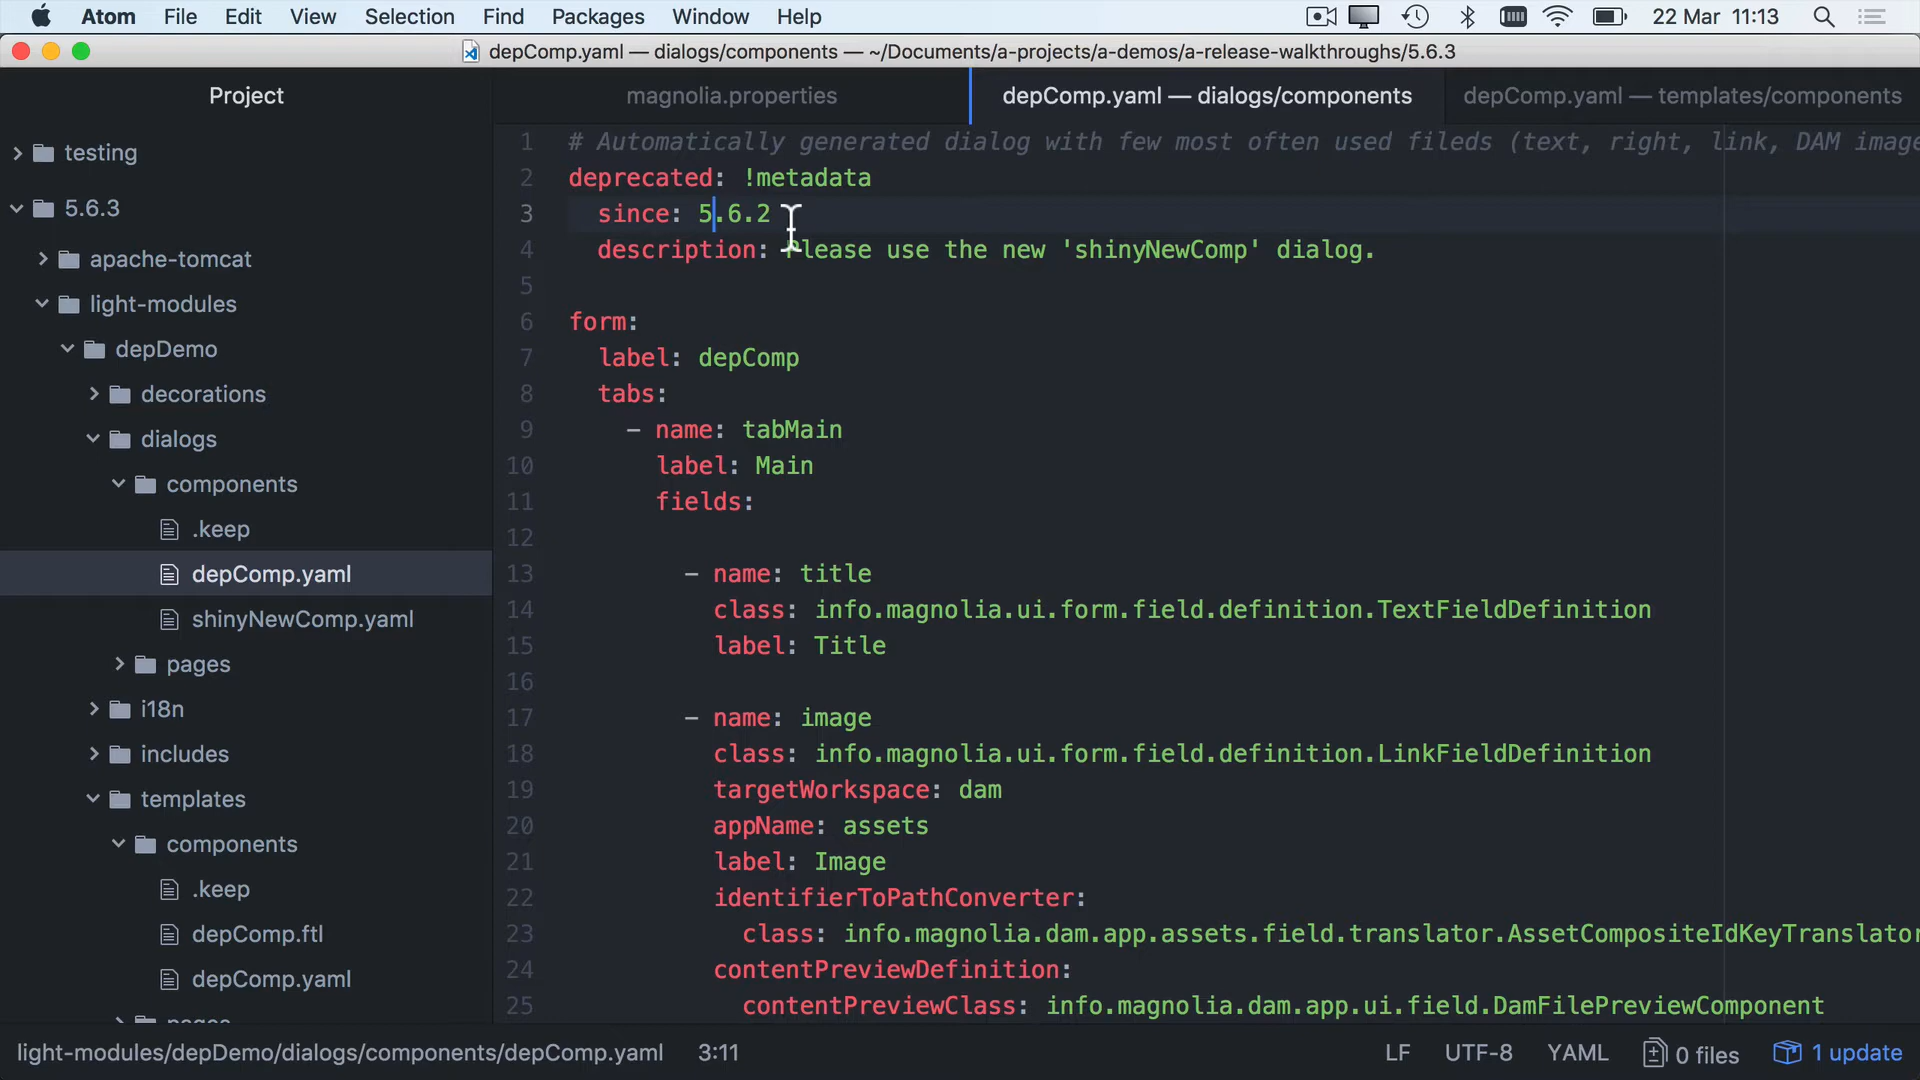 Atom File Edit View Selection Find Packages Window Help 22 Mar 11:13
depComp.yaml — dialogs/components — ~/Documents/a-projects/a-demos/a-release-walkthroughs/5.6.3
Project
magnolia.properties
depComp.yaml — dialogs/components
depComp.yaml — templates/components
testing
5.6.3
apache-tomcat
light-modules
depDemo
decorations
dialogs
components
.keep
depComp.yaml
shinyNewComp.yaml
pages
i18n
includes
templates
components
.keep
depComp.ftl
depComp.yaml
pages
1 # Automatically generated dialog with few most often used fileds (text, right, link, DAM image
2 deprecated: !metadata
3 since: 5.6.2
4 description: Please use the new 'shinyNewComp' dialog.
5
6 form:
7 label: depComp
8 tabs:
9 - name: tabMain
10 label: Main
11 fields:
12
13 - name: title
14 class: info.magnolia.ui.form.field.definition.TextFieldDefinition
15 label: Title
16
17 - name: image
18 class: info.magnolia.ui.form.field.definition.LinkFieldDefinition
19 targetWorkspace: dam
20 appName: assets
21 label: Image
22 identifierToPathConverter:
23 class: info.magnolia.dam.app.assets.field.translator.AssetCompositeIdKeyTranslator
24 contentPreviewDefinition:
25 contentPreviewClass: info.magnolia.dam.app.ui.field.DamFilePreviewComponent
light-modules/depDemo/dialogs/components/depComp.yaml 3:11 LF UTF-8 YAML 0 files 1 update